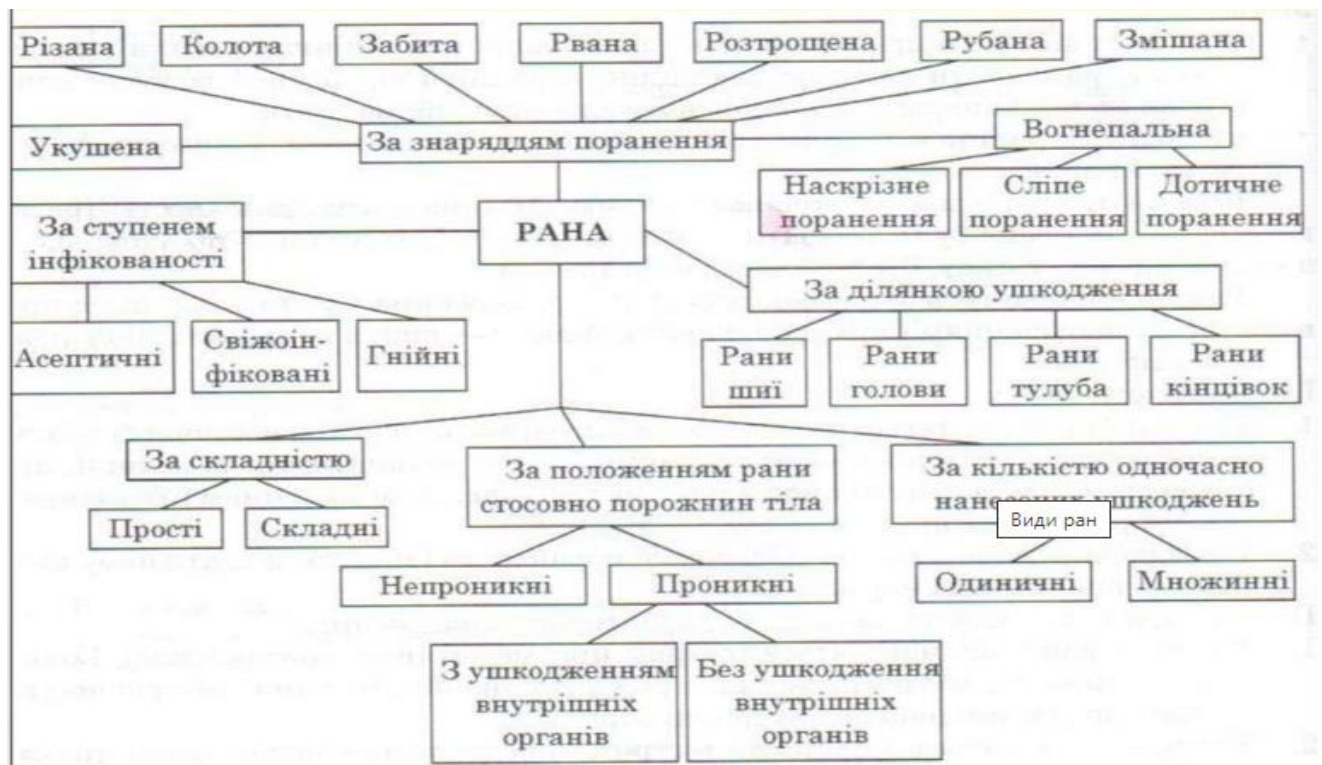 Різана
Колота
Забита
Рвана
Розтрощена
Рубана
Змішана
Укушена
За знаряддям поранення
Вогнепальна
Наскрізне
поранення
Сліпе
поранення
Дотичне
поранення
За ступенем
інфікованості
РАНА
За ділянкою ушкодження
Асептичні
Свіжоін-
фіковані
Гнійні
Рани
шиї
Рани
голови
Рани
тулуба
Рани
кінцівок
За складністю
Прості
Складні
За положенням рани
стосовно порожнин тіла
За кількістю одночасно
ушкоджень
Види ран
Непроникні
Проникні
Одиничні
Множинні
З ушкодженням
внутрішніх
органів
Без ушкодження
внутрішніх
органів